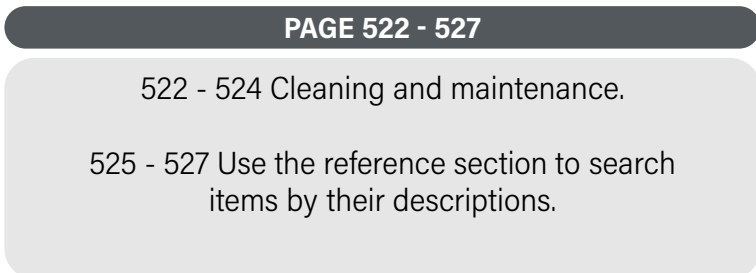 PAGE 522 - 527
522 - 524 Cleaning and maintenance.
525 - 527 Use the reference section to search
items by their descriptions.